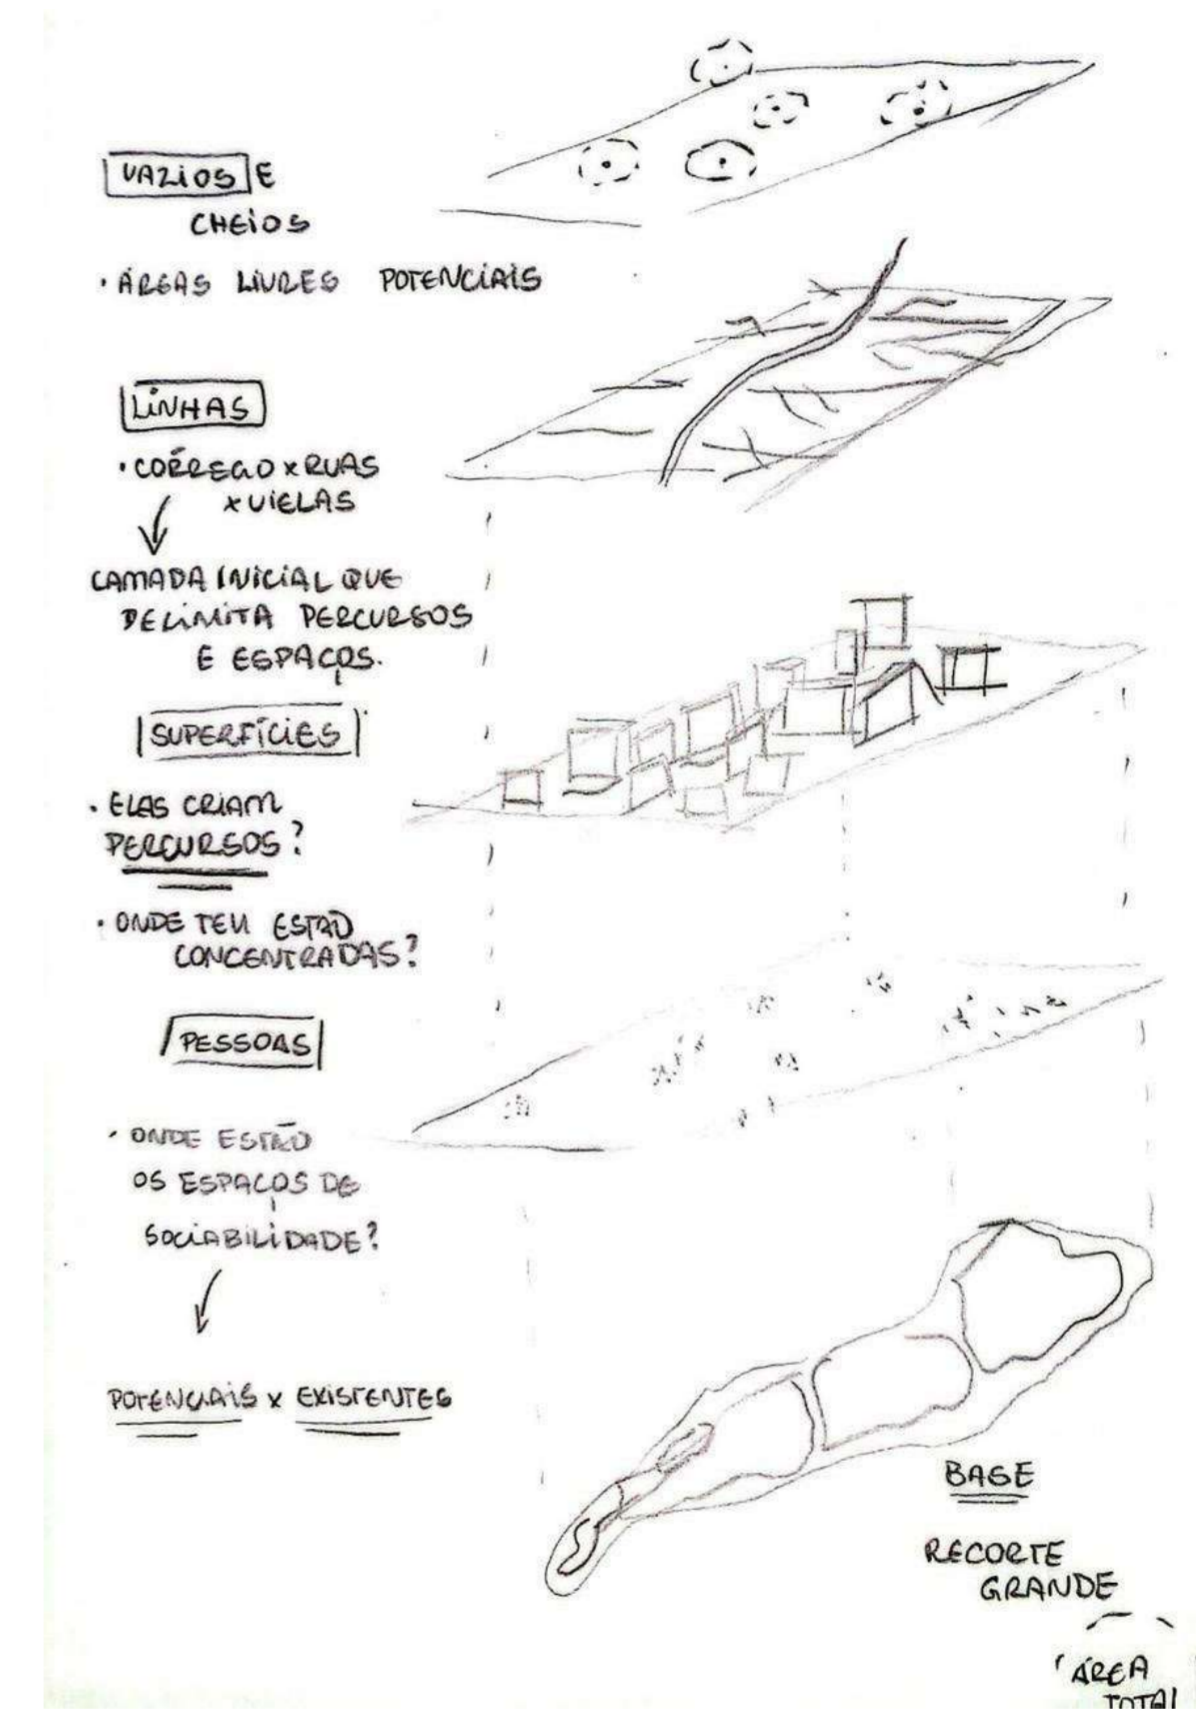 VAZIOS E
CHEIOS
· ÁREAS LIVRES POTENCIAIS
LINHAS
· CÓRREGO x RUAS
x VIELAS
CAMADA INICIAL QUE
DELIMITA PERCURSOS
E ESPAÇOS.
SUPERFÍCIES
· ELAS CRIAM
PERCURSOS?
· ONDE TEM ESTÃO
CONCENTRADAS?
PESSOAS
· ONDE ESTÃO
OS ESPAÇOS DE
SOCIABILIDADE?
POTENCIAIS x EXISTENTES
BASE
RECORTE
GRANDE
ÁREA
TOTAL